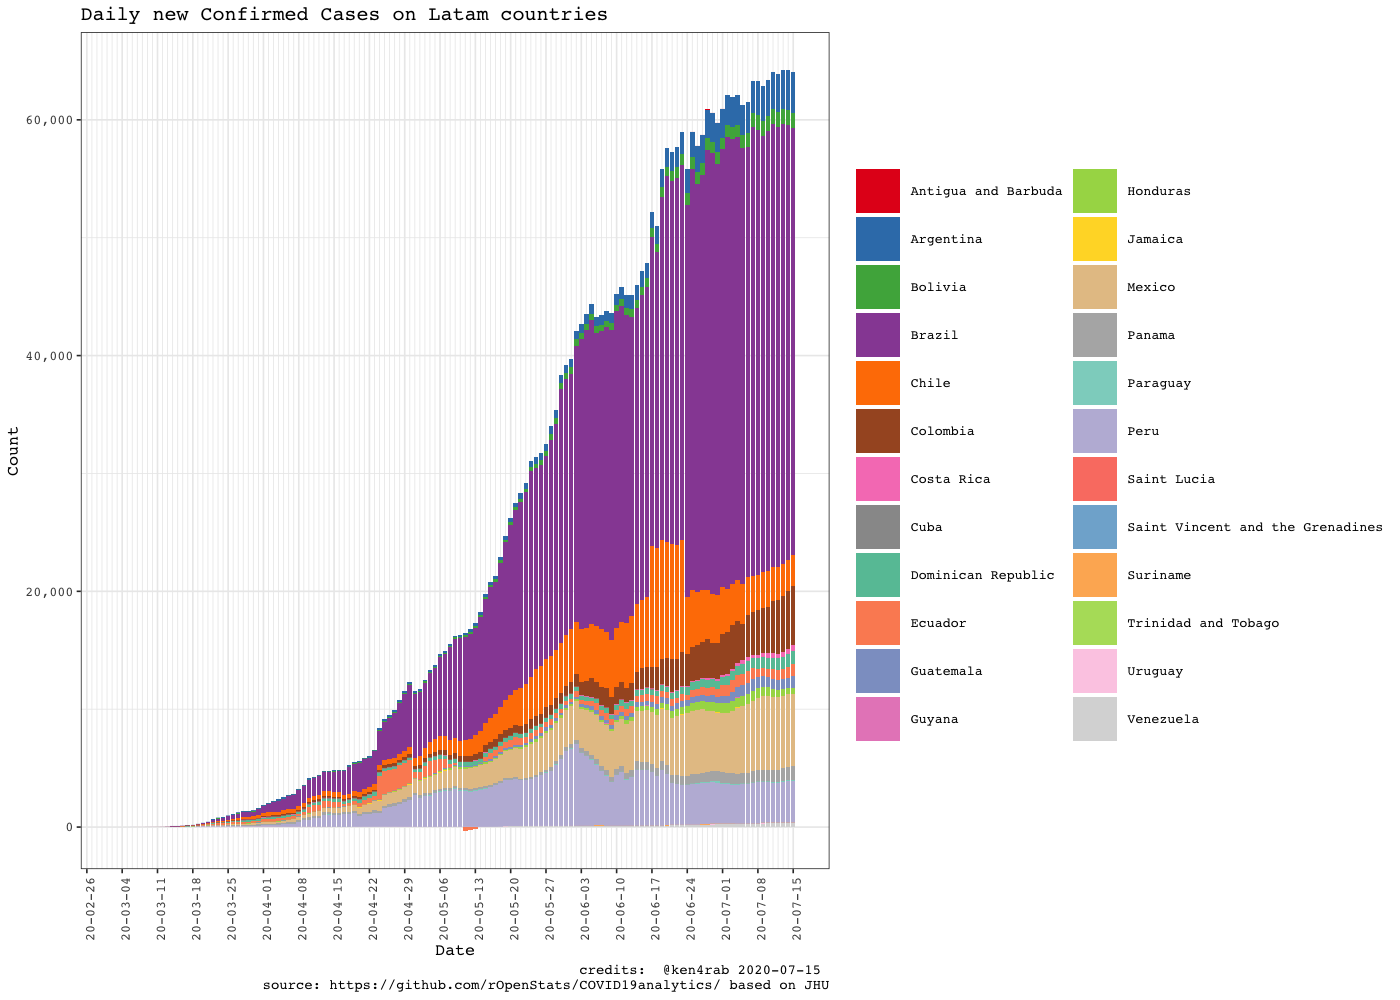 Daily new Confirmed Cases on Latam countries
Count
60,000
40,000
20,000
0
20-02-26
20-03-04
20-03-11
20-03-18
20-03-25
20-04-01
20-04-08
20-04-15
20-04-22
20-04-29
20-05-06
20-05-13
20-05-20
20-05-27
20-06-03
20-06-10
20-06-17
20-06-24
20-07-01
20-07-08
20-07-15
Date
Antigua and Barbuda
Argentina
Bolivia
Brazil
Chile
Colombia
Costa Rica
Cuba
Dominican Republic
Ecuador
Guatemala
Guyana
Honduras
Jamaica
Mexico
Panama
Paraguay
Peru
Saint Lucia
Saint Vincent and the Grenadines
Suriname
Trinidad and Tobago
Uruguay
Venezuela
credits:  @ken4rab 2020-07-15
source: https://github.com/rOpenStats/COVID19analytics/ based on JHU